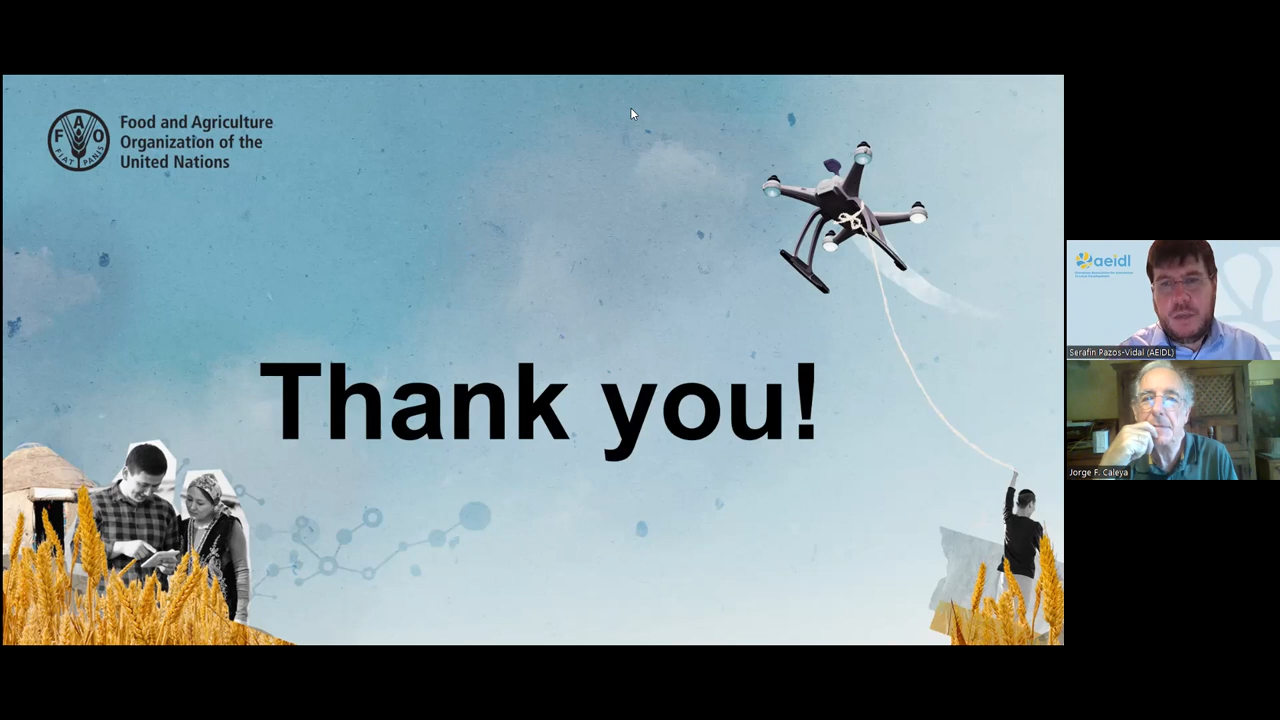 FAO
FIAT PANIS
Food and Agriculture
Organization of the
United Nations
Thank you!
aeidl
Serafin Pazos-Vidal (AEIDL)
Jorge F. Caleya